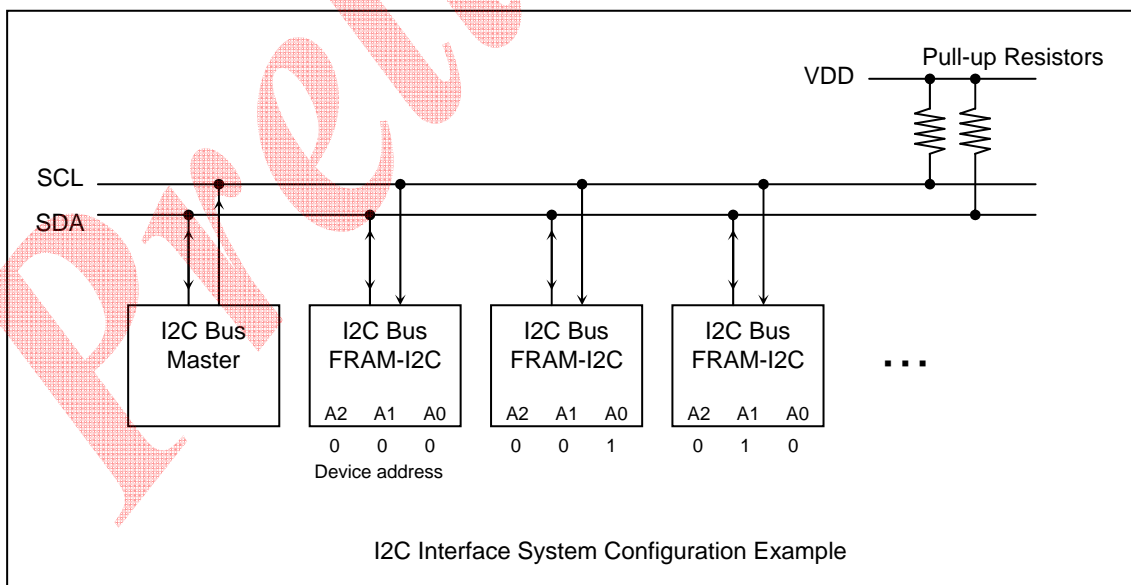 Pull-up Resistors
VDD
SCL
SDA
I2C Bus
Master
I2C Bus
FRAM-I2C
A2 A1 A0
0 0 0
Device address
I2C Bus
FRAM-I2C
A2 A1 A0
0 0 1
I2C Bus
FRAM-I2C
A2 A1 A0
0 1 0
...
I2C Interface System Configuration Example